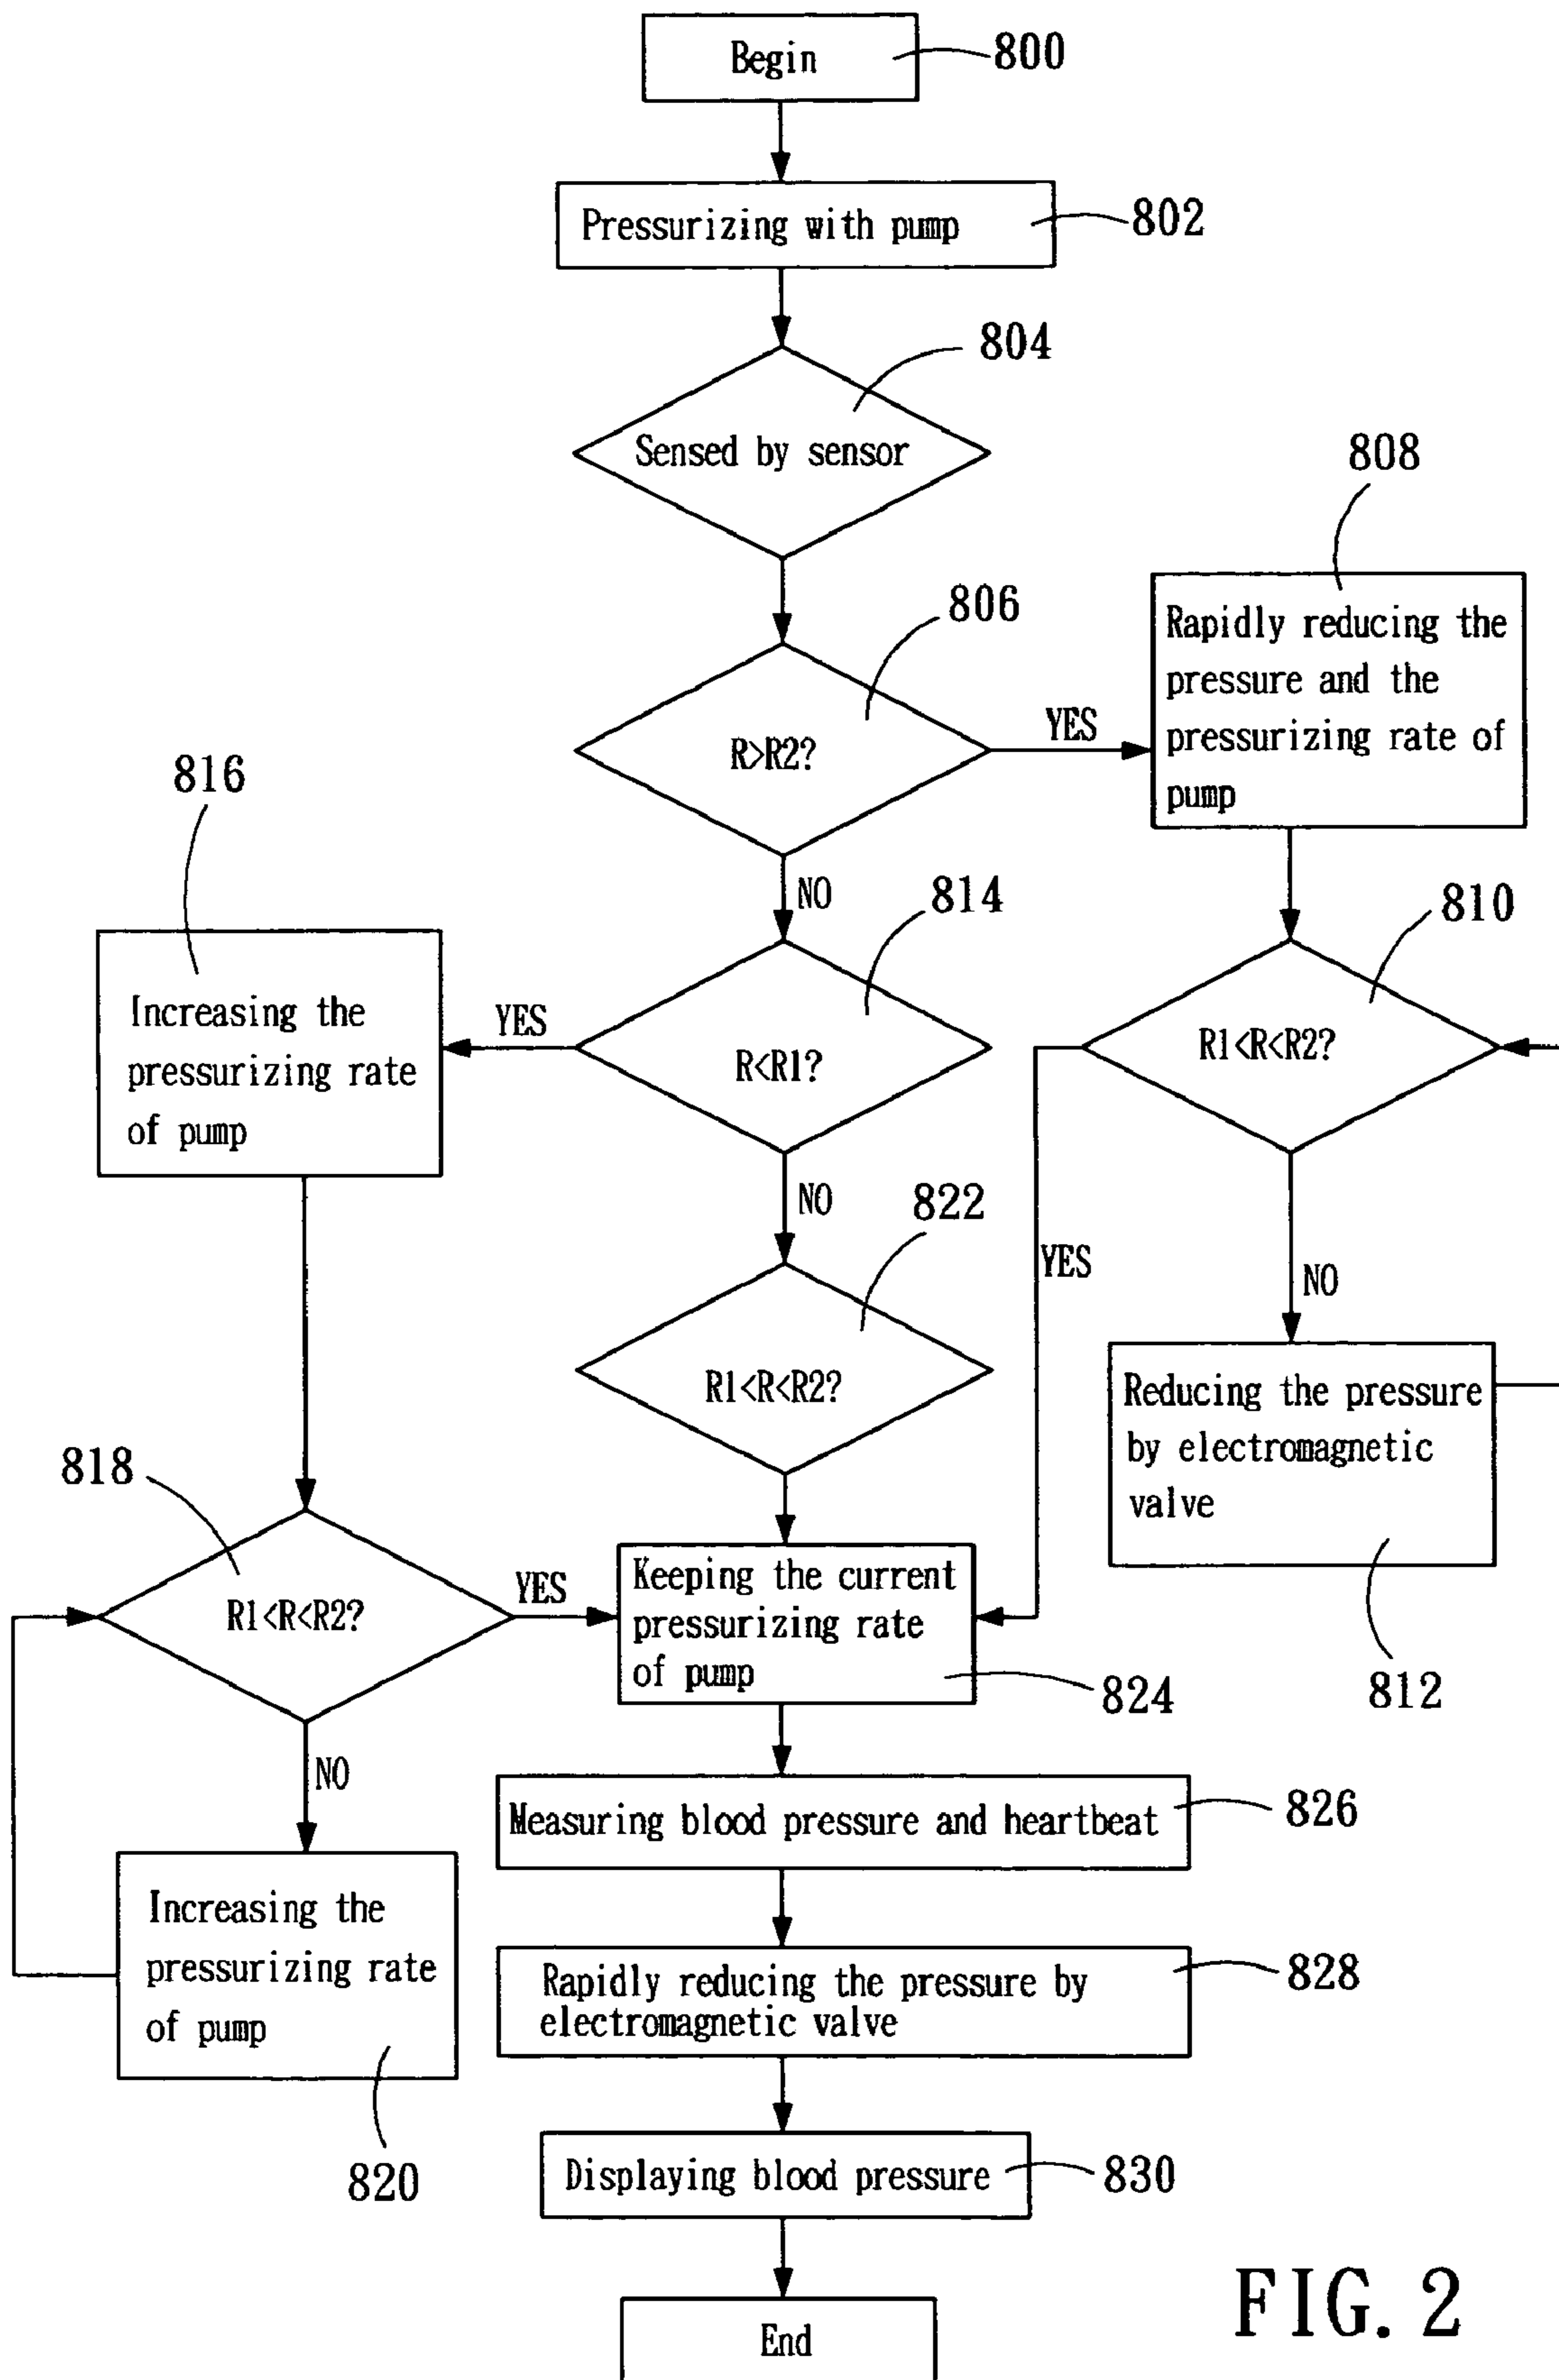 Begin
800
Pressurizing with pump
802
804
Sensed by sensor
806
R>R2?
YES
NO
808
Rapidly reducing the
pressure and the
pressurizing rate of
pump
810
R1<R<R2?
YES
NO
Reducing the pressure
by electromagnetic
valve
812
814
R<R1?
YES
NO
816
Increasing the
pressurizing rate
of pump
818
R1<R<R2?
YES
NO
Increasing the
pressurizing rate
of pump
820
822
R1<R<R2?
Keeping the current
pressurizing rate
of pump
824
Measuring blood pressure and heartbeat
826
Rapidly reducing the pressure by
electromagnetic valve
828
Displaying blood pressure
830
End
FIG. 2